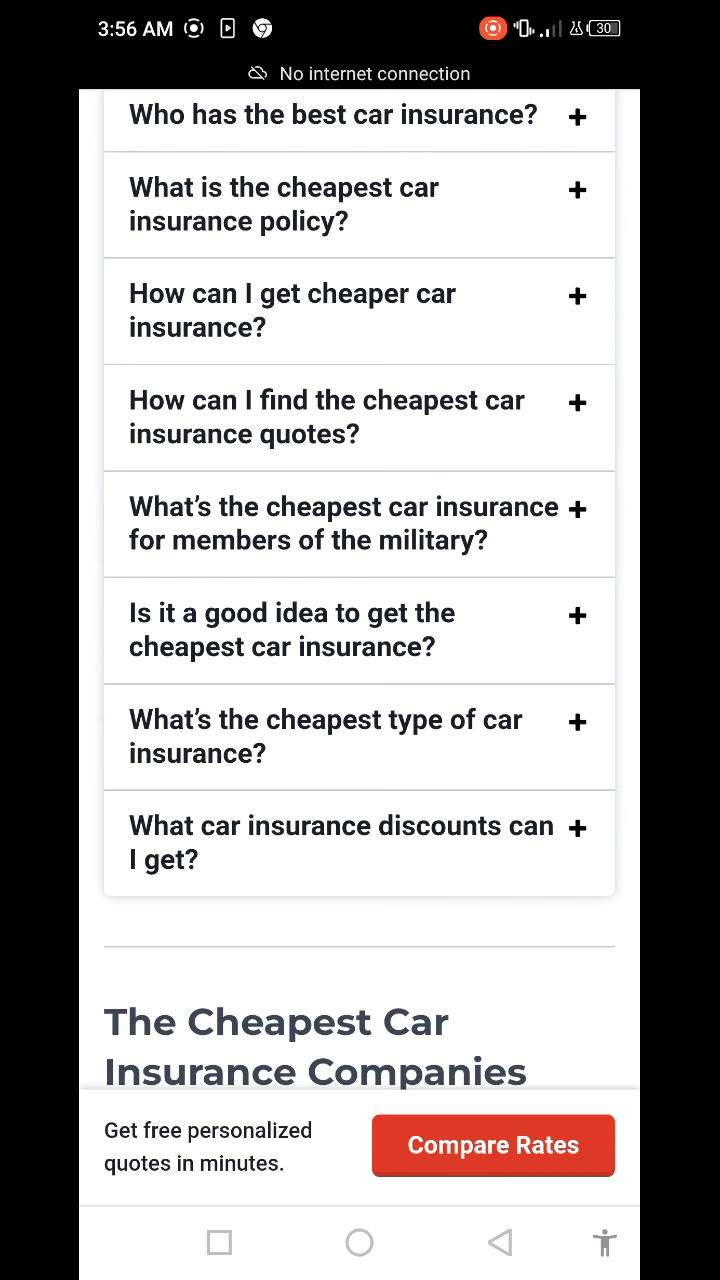 3:56 AM
30
No internet connection
Who has the best car insurance? +
What is the cheapest car +
insurance policy?
How can I get cheaper car +
insurance?
How can I find the cheapest car +
insurance quotes?
What’s the cheapest car insurance +
for members of the military?
Is it a good idea to get the +
cheapest car insurance?
What’s the cheapest type of car +
insurance?
What car insurance discounts can +
I get?
The Cheapest Car
Insurance Companies
Get free personalized
quotes in minutes.
Compare Rates